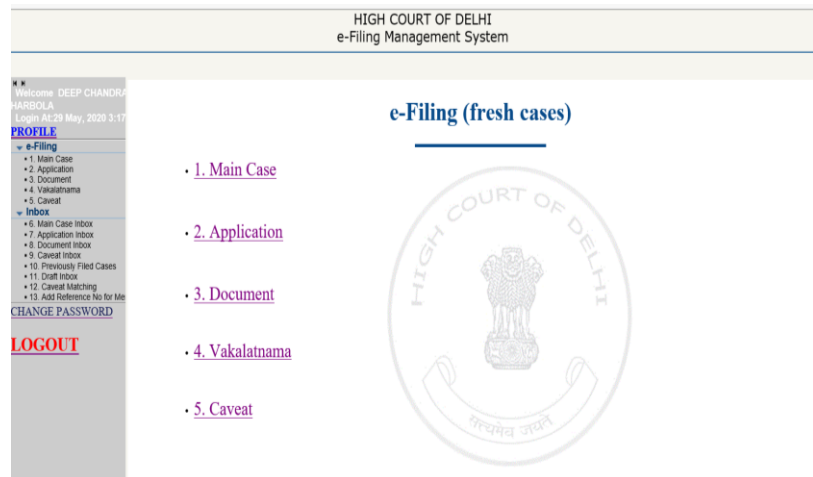 HIGH COURT OF DELHI
e-Filing Management System
Welcome DEEP CHANDRA
HARBOLA
Login At:29 May, 2020 3:17
PROFILE
e-Filing
1. Main Case
2. Application
3. Document
4. Vakalatnama
5. Caveat
Inbox
6. Main Case Inbox
7. Application Inbox
8. Document Inbox
9. Caveat Inbox
10. Previously Filed Cases
11. Draft Inbox
12. Caveat Matching
13. Add Reference No for Me
CHANGE PASSWORD
LOGOUT
e-Filing (fresh cases)
1. Main Case
2. Application
3. Document
4. Vakalatnama
5. Caveat
HIGH COURT OF DELHI
सत्यमेव जयते